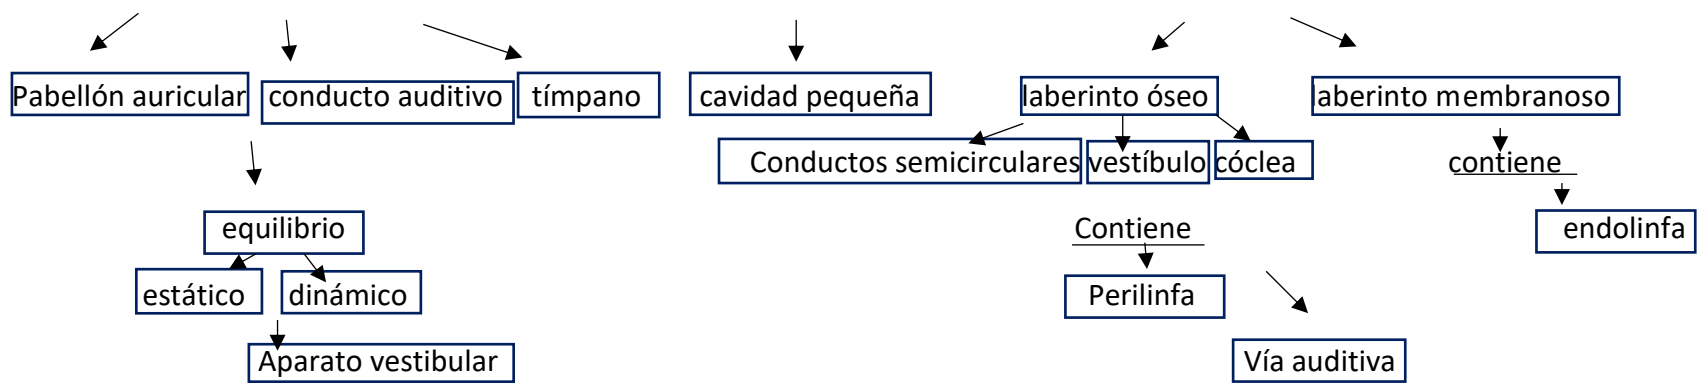 Pabellón auricular
conducto auditivo
tímpano
cavidad pequeña
laberinto óseo
laberinto membranoso
Conductos semicirculares
vestíbulo
cóclea
contiene
equilibrio
Contiene
endolinfa
estático
dinámico
Perilinfa
Aparato vestibular
Vía auditiva